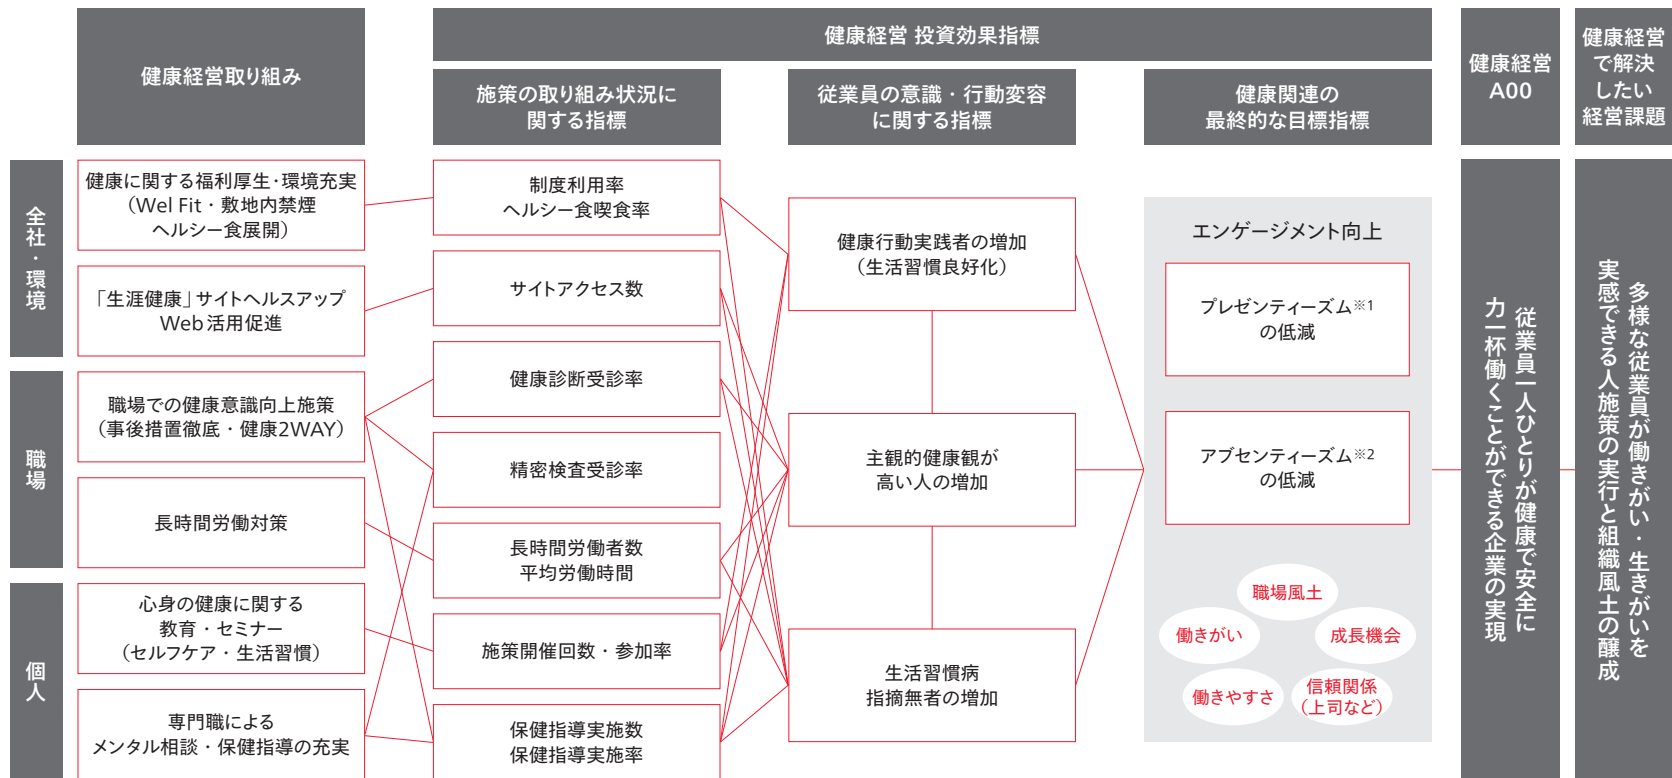 健康経営取り組み
健康経営 投資効果指標
施策の取り組み状況に
関する指標
従業員の意識・行動変容
に関する指標
健康関連の
最終的な目標指標
健康経営
A00
健康経営
で解決
したい
経営課題
全社・環境
健康に関する福利厚生・環境充実
(Wel Fit・敷地内禁煙
ヘルシー食展開)
「生涯健康」サイトヘルスアップ
Web活用促進
職場
職場での健康意識向上施策
(事後措置徹底・健康2WAY)
長時間労働対策
個人
心身の健康に関する
教育・セミナー
(セルフケア・生活習慣)
専門職による
メンタル相談・保健指導の充実
制度利用率
ヘルシー食喫食率
サイトアクセス数
健康診断受診率
精密検査受診率
長時間労働者数
平均労働時間
施策開催回数・参加率
保健指導実施数
保健指導実施率
健康行動実践者の増加
(生活習慣良好化)
主観的健康観が
高い人の増加
生活習慣病
指摘無者の増加
エンゲージメント向上
プレゼンティーズム※1
の低減
アブセンティーズム※2
の低減
職場風土
働きがい
成長機会
働きやすさ
信頼関係
(上司など)
従業員一人ひとりが健康で安全に
力一杯働くことができる企業の実現
多様な従業員が働きがい・生きがいを
実感できる人施策の実行と組織風土の醸成